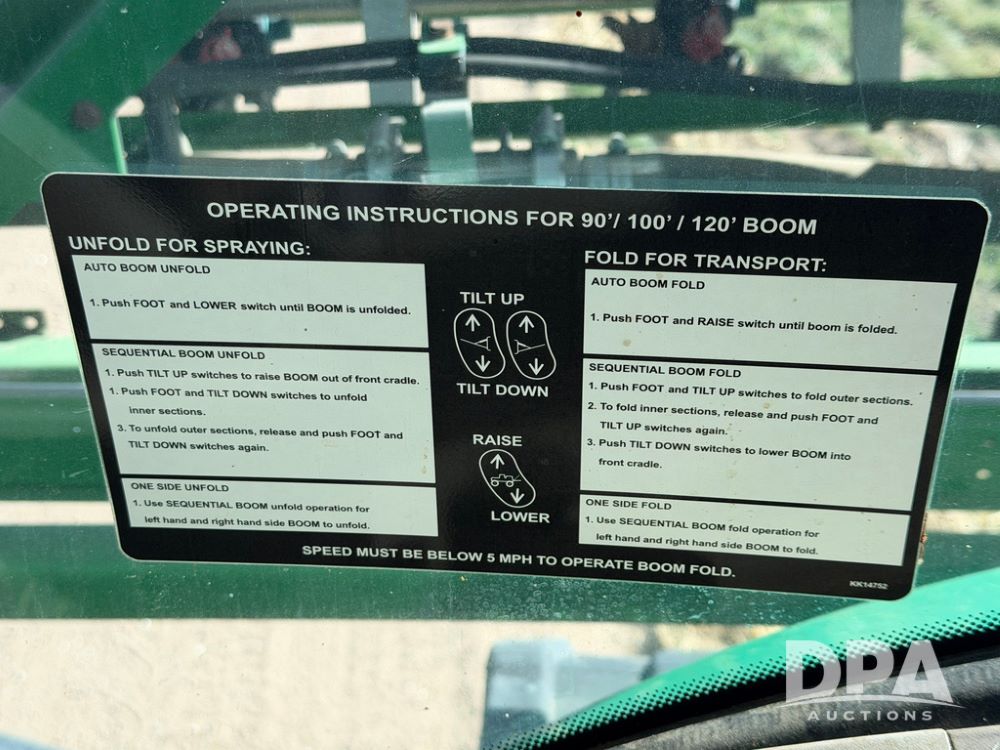 OPERATING INSTRUCTIONS FOR 90'/ 100' / 120' BOOM
UNFOLD FOR SPRAYING:
AUTO BOOM UNFOLD
1. Push FOOT and LOWER switch until BOOM is unfolded.
SEQUENTIAL BOOM UNFOLD
1. Push TILT UP switches to raise BOOM out of front cradle.
1. Push FOOT and TILT DOWN switches to unfold
inner sections.
3. To unfold outer sections, release and push FOOT and
TILT DOWN switches again.
ONE SIDE UNFOLD
1. Use SEQUENTIAL BOOM unfold operation for
left hand and right hand side BOOM to unfold.
TILT UP
TILT DOWN
RAISE
LOWER
FOLD FOR TRANSPORT:
AUTO BOOM FOLD
1. Push FOOT and RAISE switch until boom is folded.
SEQUENTIAL BOOM FOLD
1. Push FOOT and TILT UP switches to fold outer sections.
2. To fold inner sections, release and push FOOT and
TILT UP switches again.
3. Push TILT DOWN switches to lower BOOM into
front cradle.
ONE SIDE FOLD
1. Use SEQUENTIAL BOOM fold operation for
left hand and right hand side BOOM to fold.
SPEED MUST BE BELOW 5 MPH TO OPERATE BOOM FOLD.
KK14752
DPA
AUCTIONS